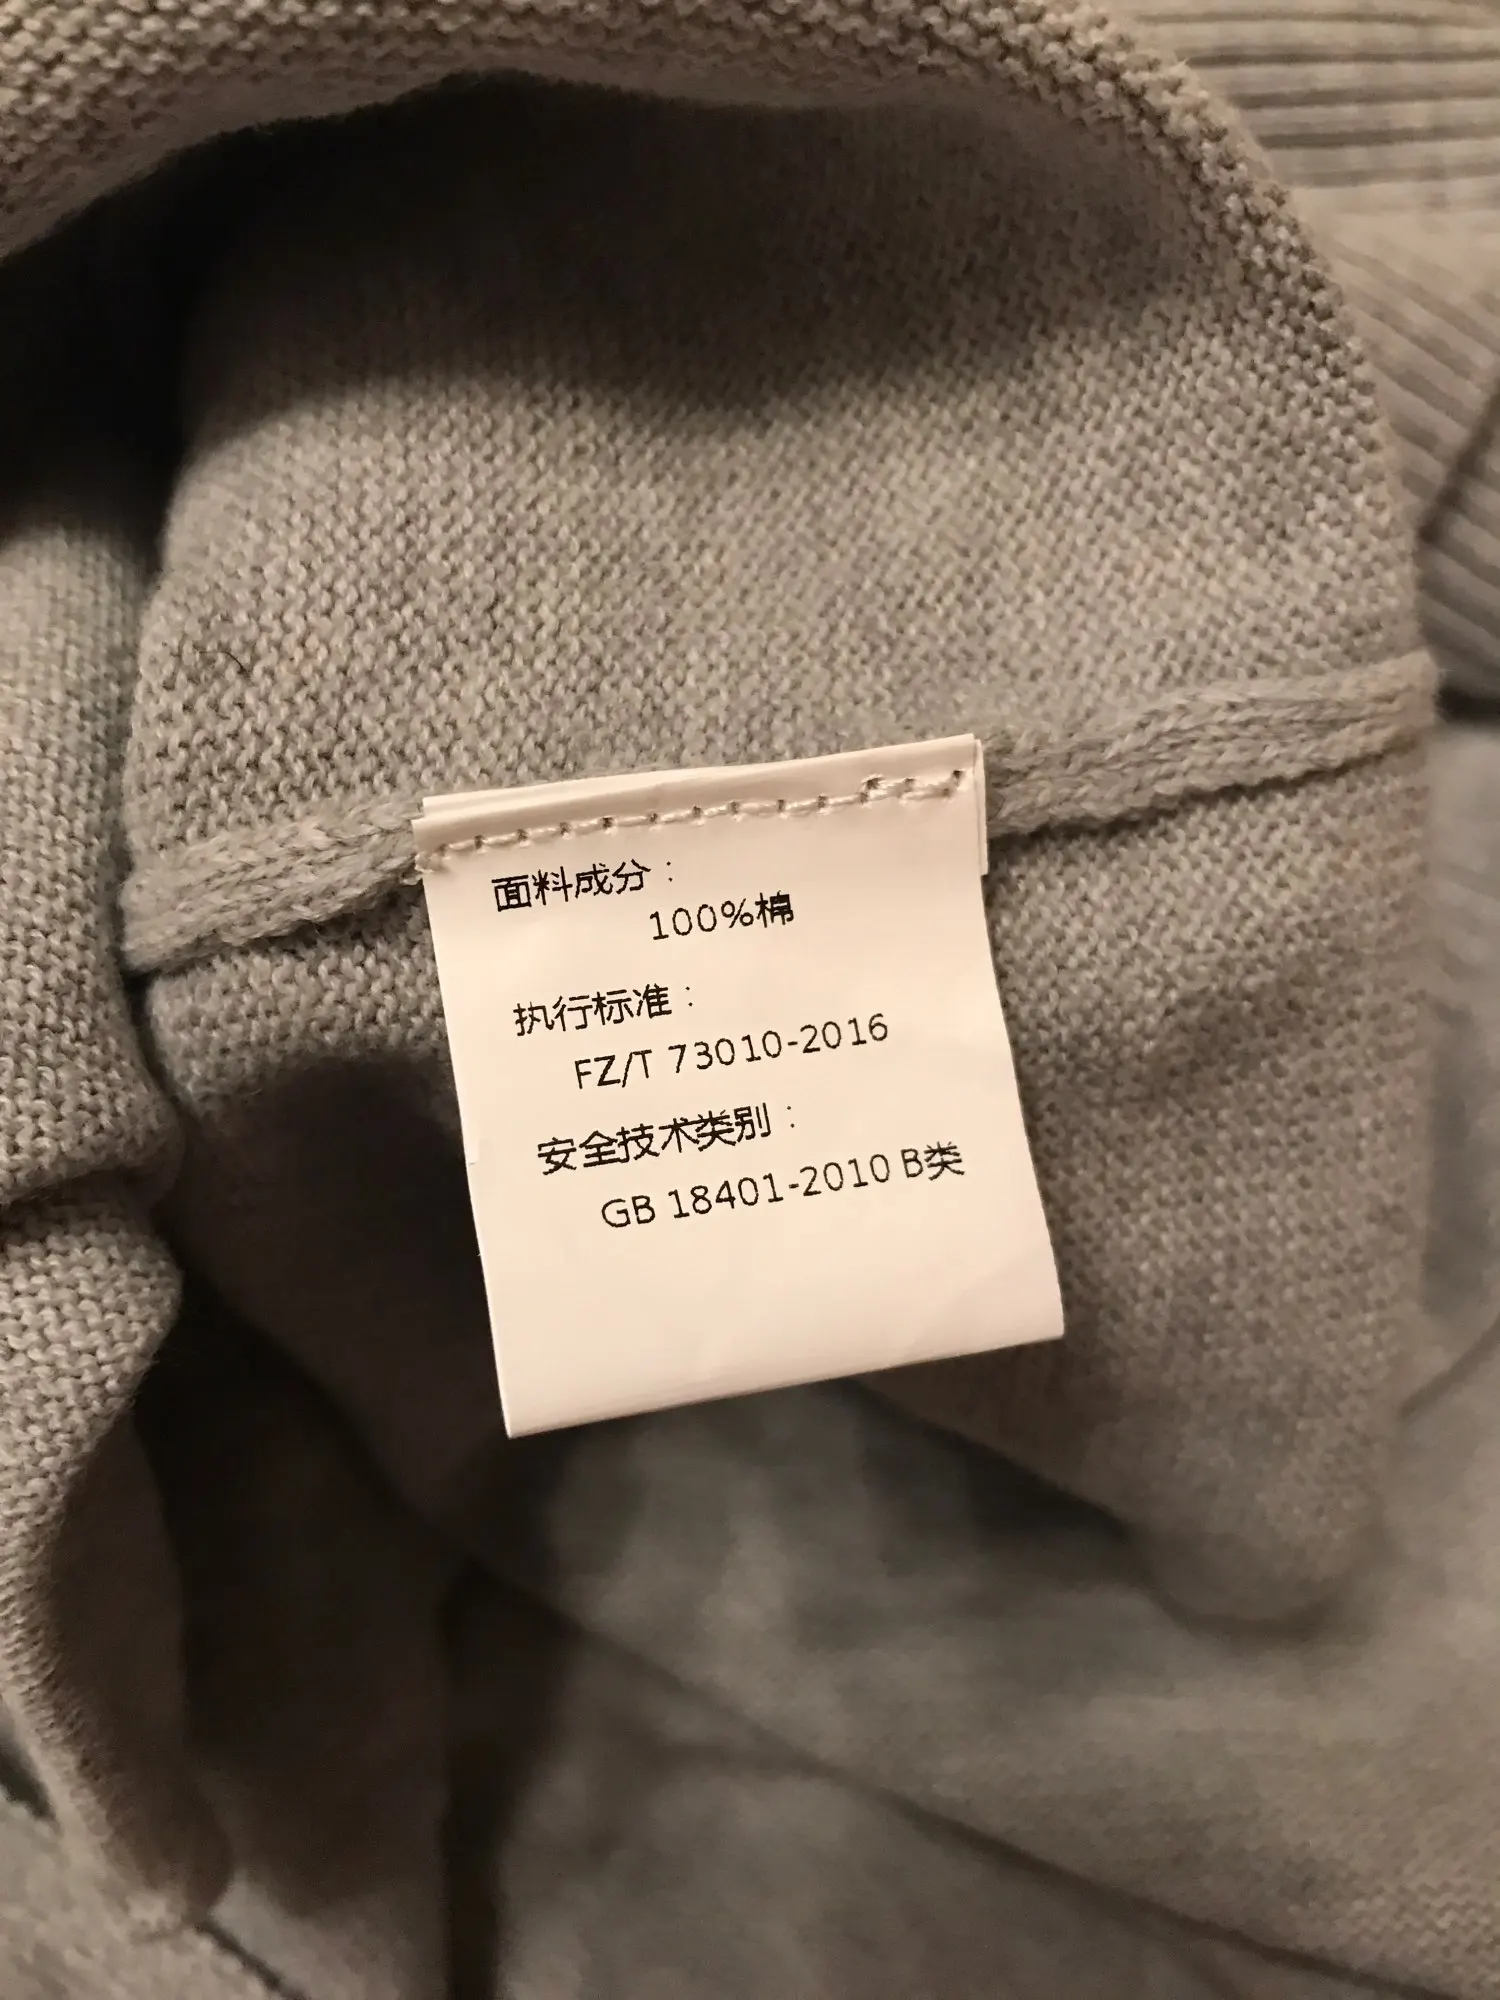 面料成分：
100%棉
执行标准：
FZ/T 73010-2016
安全技术类别：
GB 18401-2010 B类